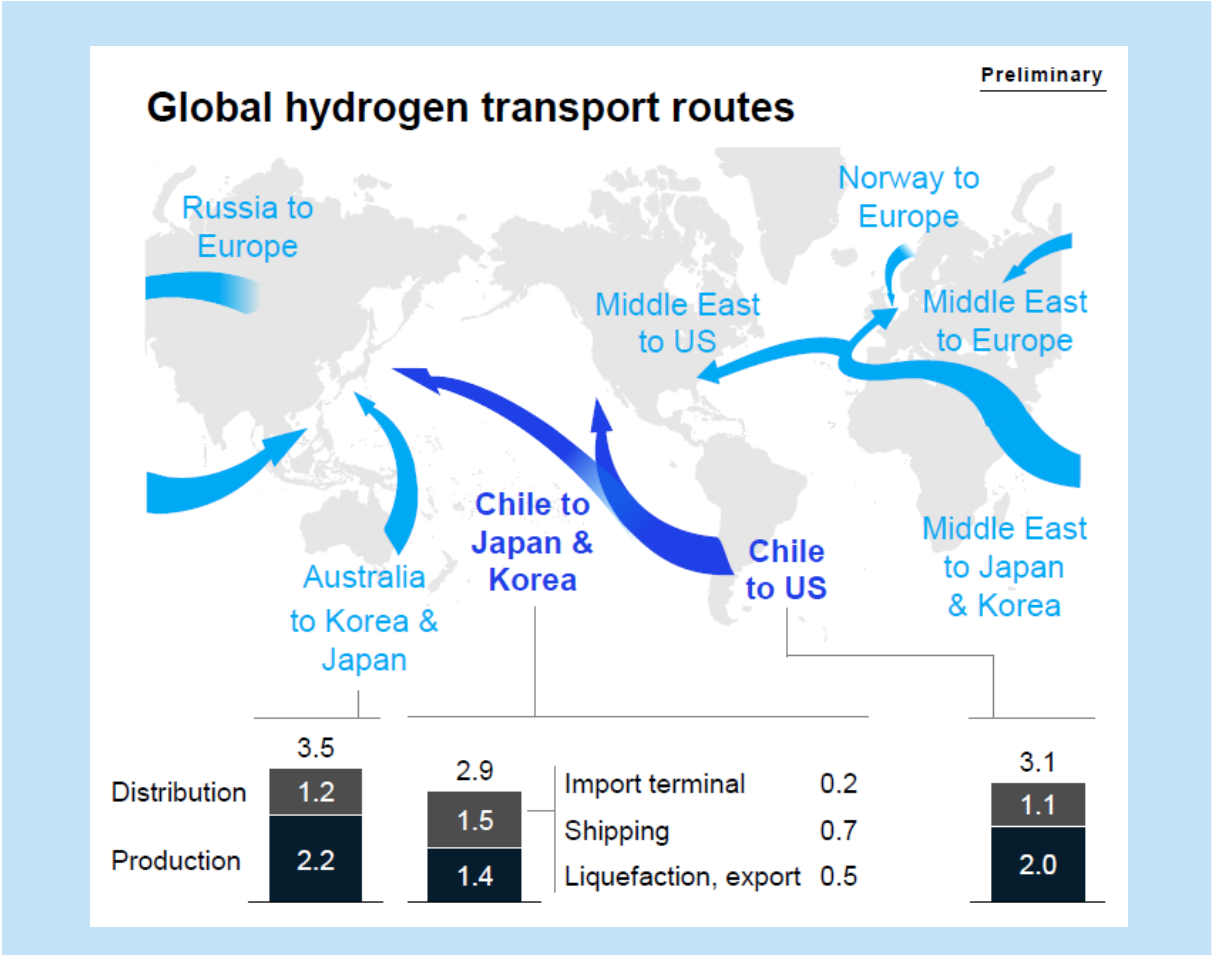 Preliminary
Global hydrogen transport routes
Russia to
Europe
Norway to
Europe
Middle East
to US
Middle East
to Europe
Chile to
Japan &
Korea
Chile
to US
Middle East
to Japan
& Korea
Australia
to Korea &
Japan
3.5
Distribution 1.2
Production 2.2
2.9
1.5
1.4
Import terminal 0.2
Shipping 0.7
Liquefaction, export 0.5
3.1
1.1
2.0